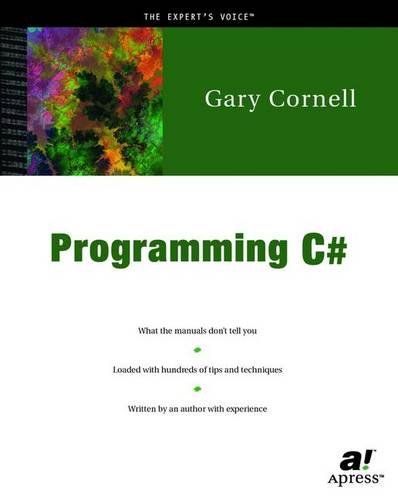 THE EXPERT'S VOICE™
Gary Cornell
Programming C#
What the manuals don't tell you
Loaded with hundreds of tips and techniques
Written by an author with experience
a!
Apress™